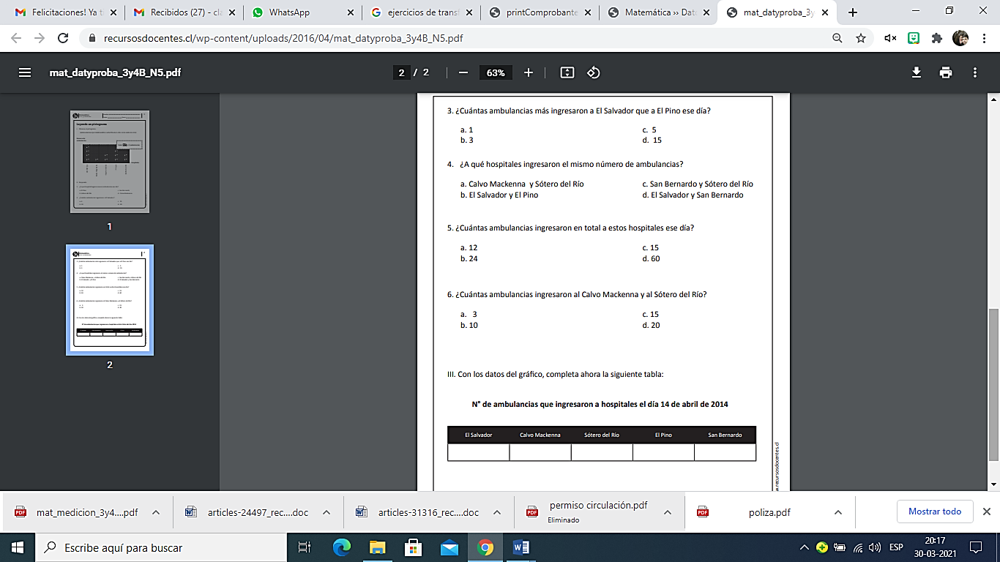 Felicitaciones! Ya ti
Recibidos (27) - cla
WhatsApp
ejercicios de transf
printComprobante
Matemática ›› Dato
mat_datyproba_3y
recursosdocentes.cl/wp-content/uploads/2016/04/mat_datyproba_3y4B_N5.pdf
mat_datyproba_3y4B_N5.pdf
2 / 2
63%
1
2
3. ¿Cuántas ambulancias más ingresaron a El Salvador que a El Pino ese día?
a. 1
c. 5
b. 3
d. 15
4. ¿A qué hospitales ingresaron el mismo número de ambulancias?
a. Calvo Mackenna y Sótero del Río
c. San Bernardo y Sótero del Río
b. El Salvador y El Pino
d. El Salvador y San Bernardo
5. ¿Cuántas ambulancias ingresaron en total a estos hospitales ese día?
a. 12
c. 15
b. 24
d. 60
6. ¿Cuántas ambulancias ingresaron al Calvo Mackenna y al Sótero del Río?
a. 3
c. 15
b. 10
d. 20
III. Con los datos del gráfico, completa ahora la siguiente tabla:
N° de ambulancias que ingresaron a hospitales el día 14 de abril de 2014
El Salvador
Calvo Mackenna
Sótero del Río
El Pino
San Bernardo
w.recursosdocentes.cl
mat_medicion_3y4....pdf
articles-24497_rec....doc
articles-31316_rec....doc
permiso circulación.pdf
Eliminado
poliza.pdf
Mostrar todo
Escribe aquí para buscar
ESP
20:17
30-03-2021